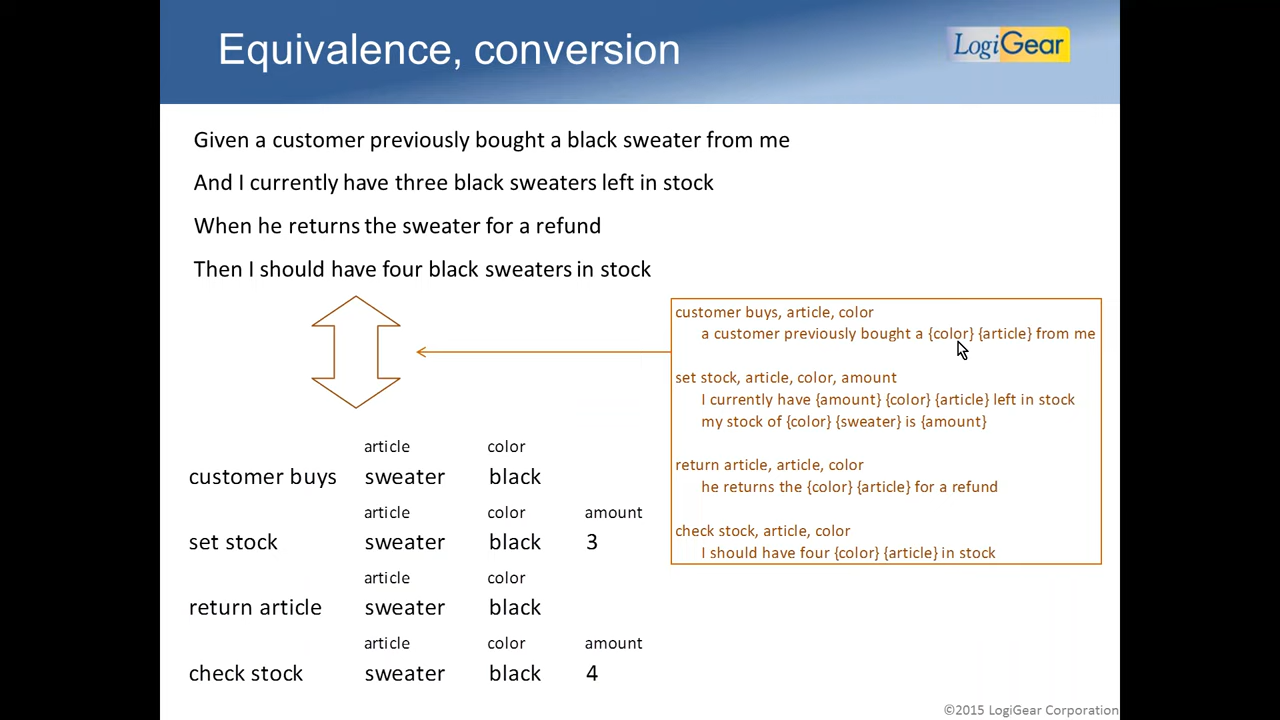 Equivalence, conversion
LogiGear
Given a customer previously bought a black sweater from me
And I currently have three black sweaters left in stock
When he returns the sweater for a refund
Then I should have four black sweaters in stock
customer buys, article, color
a customer previously bought a {color} {article} from me
set stock, article, color, amount
I currently have {amount} {color} {article} left in stock
my stock of {color} {sweater} is {amount}
return article, article, color
he returns the {color} {article} for a refund
check stock, article, color
I should have four {color} {article} in stock
article color
customer buys sweater black
article color amount
set stock sweater black 3
article color
return article sweater black
article color amount
check stock sweater black 4
©2015 LogiGear Corporation